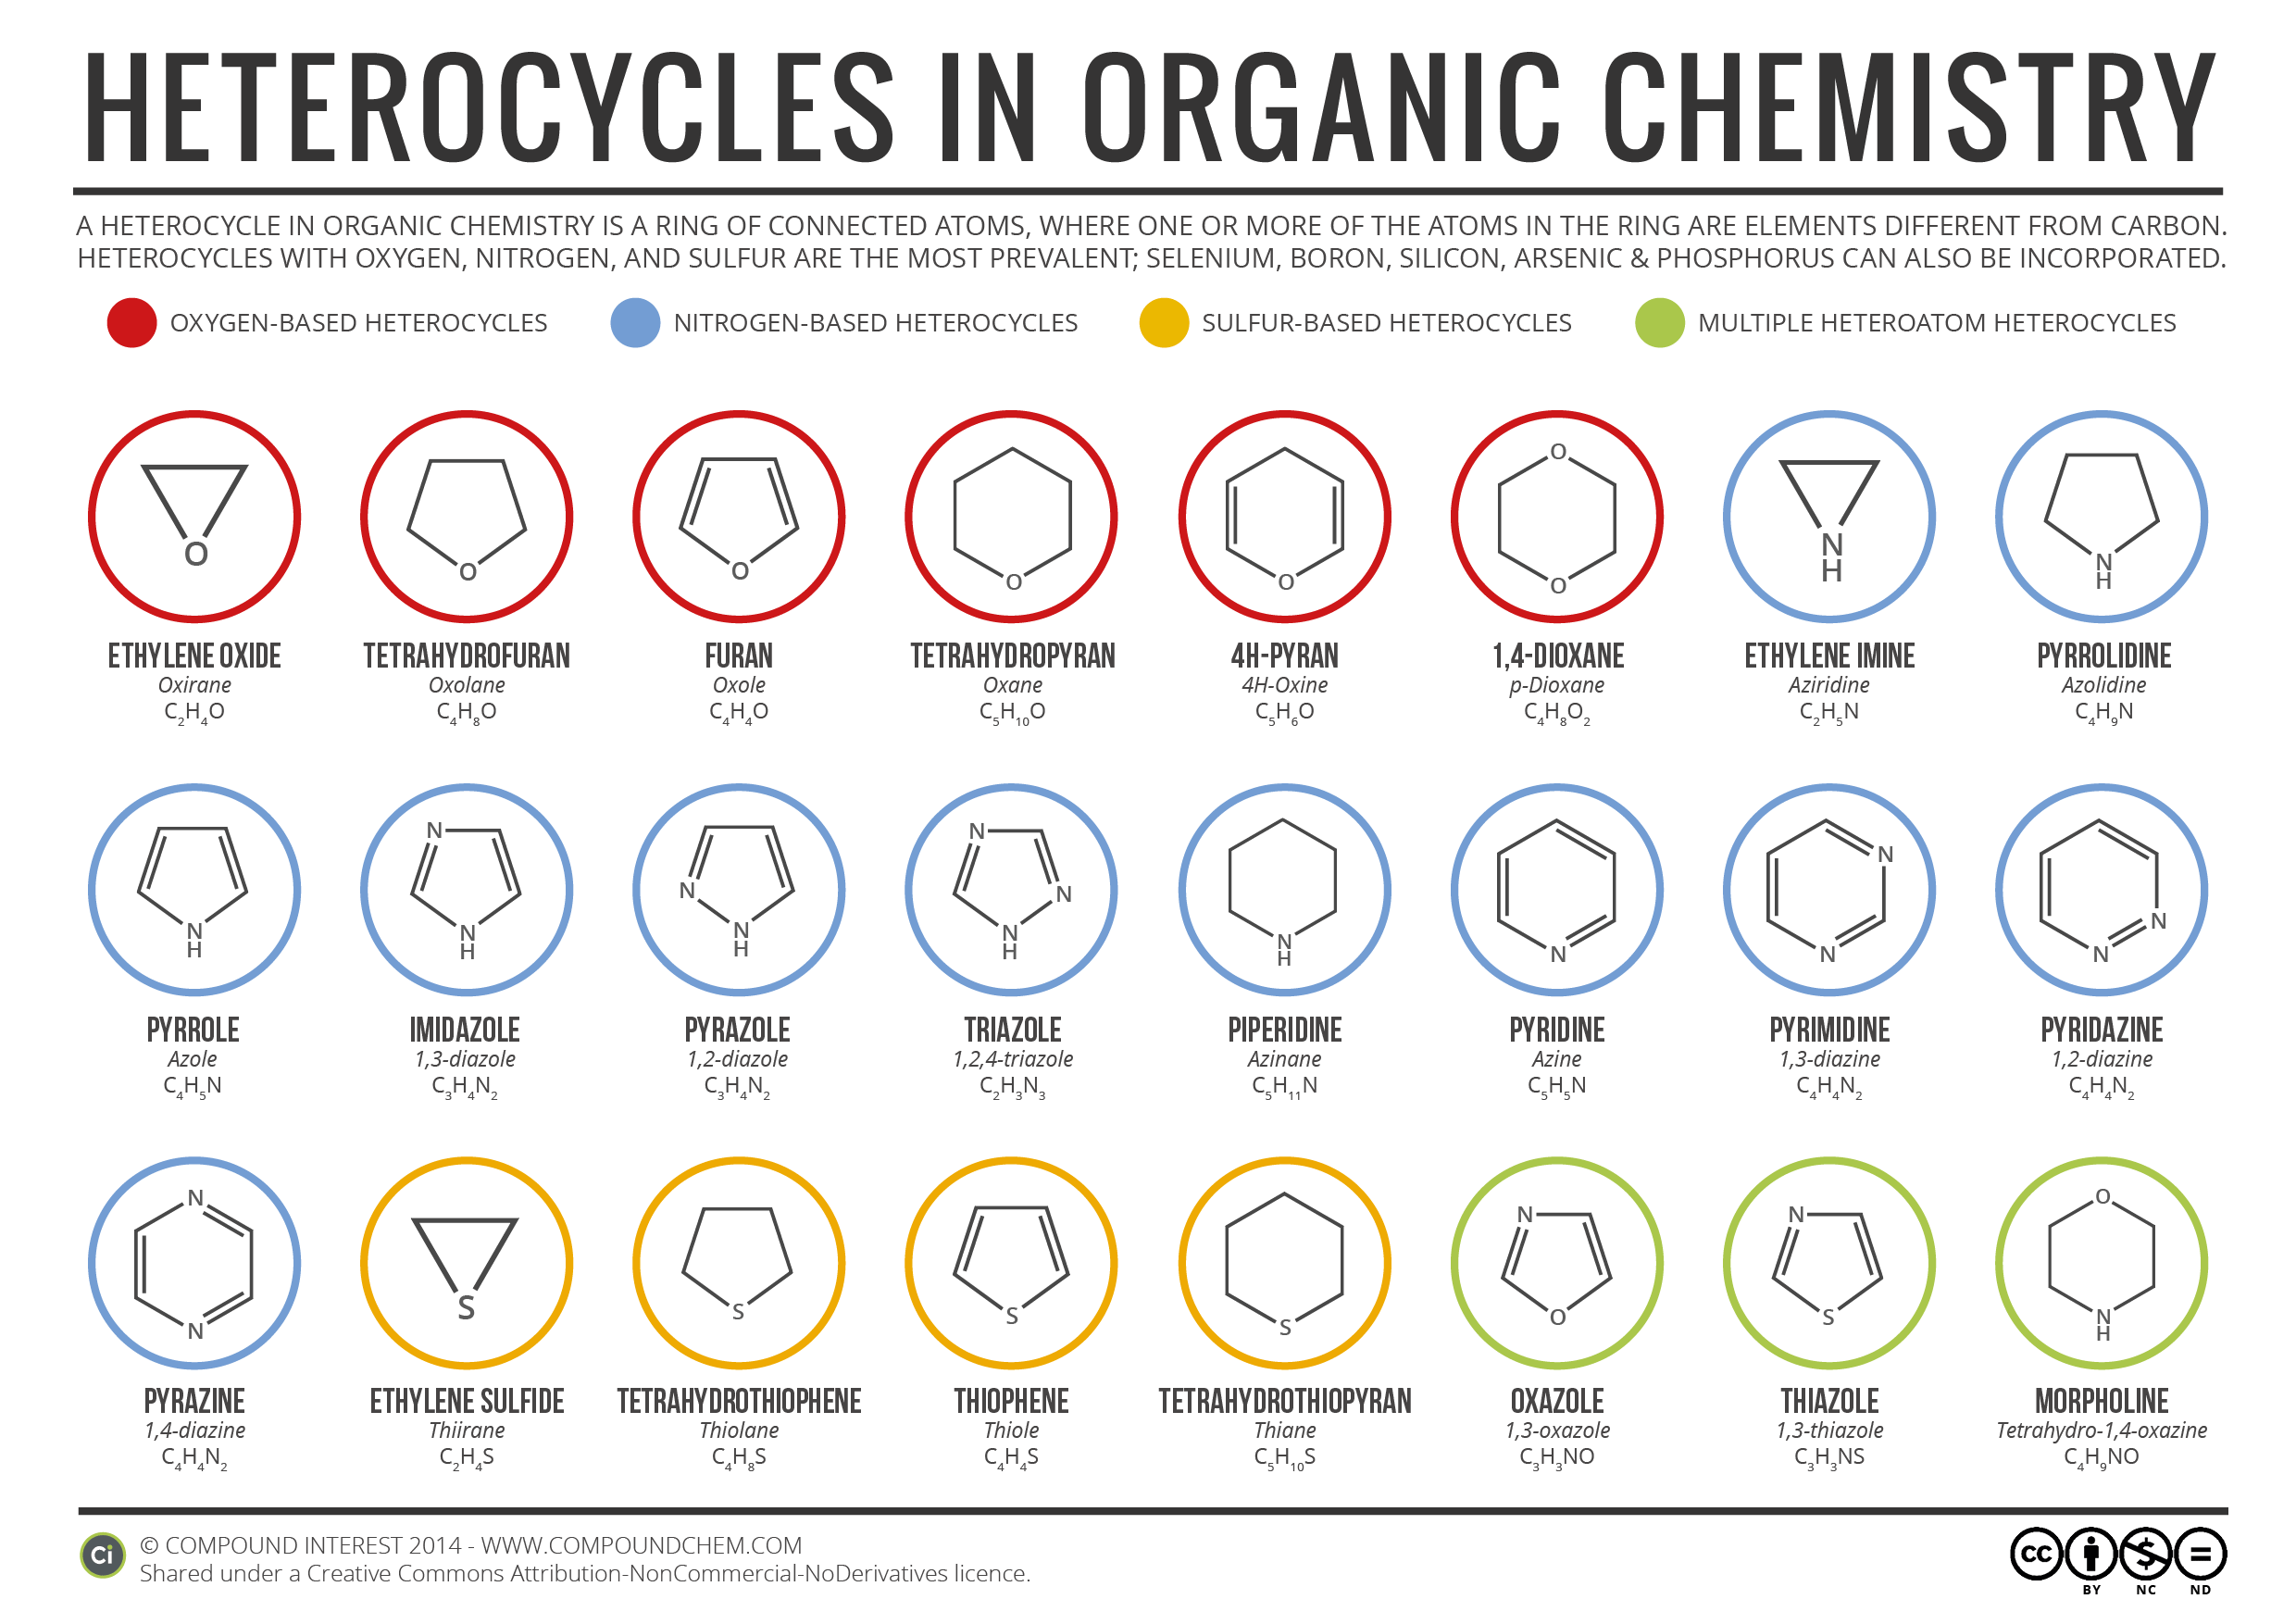 HETEROCYCLES IN ORGANIC CHEMISTRY
A HETEROCYCLE IN ORGANIC CHEMISTRY IS A RING OF CONNECTED ATOMS, WHERE ONE OR MORE OF THE ATOMS IN THE RING ARE ELEMENTS DIFFERENT FROM CARBON.
HETEROCYCLES WITH OXYGEN, NITROGEN, AND SULFUR ARE THE MOST PREVALENT; SELENIUM, BORON, SILICON, ARSENIC & PHOSPHORUS CAN ALSO BE INCORPORATED.
OXYGEN-BASED HETEROCYCLES
NITROGEN-BASED HETEROCYCLES
SULFUR-BASED HETEROCYCLES
MULTIPLE HETEROATOM HETEROCYCLES
O
ETHYLENE OXIDE
Oxirane
C₂H₄O
O
TETRAHYDROFURAN
Oxolane
C₄H₈O
O
FURAN
Oxole
C₄H₄O
O
TETRAHYDROPYRAN
Oxane
C₅H₁₀O
O
4H-PYRAN
4H-Oxine
C₅H₆O
O
O
1,4-DIOXANE
p-Dioxane
C₄H₈O₂
N
H
ETHYLENE IMINE
Aziridine
C₂H₅N
N
H
PYRROLIDINE
Azolidine
C₄H₉N
N
H
PYRROLE
Azole
C₄H₅N
N
N
H
IMIDAZOLE
1,3-diazole
C₃H₄N₂
N
N
H
PYRAZOLE
1,2-diazole
C₃H₄N₂
N
N
N
H
TRIAZOLE
1,2,4-triazole
C₂H₃N₃
N
H
PIPERIDINE
Azinane
C₅H₁₁N
N
PYRIDINE
Azine
C₅H₅N
N
N
PYRIMIDINE
1,3-diazine
C₄H₄N₂
N
N
PYRIDAZINE
1,2-diazine
C₄H₄N₂
N
N
PYRAZINE
1,4-diazine
C₄H₄N₂
S
ETHYLENE SULFIDE
Thiirane
C₂H₄S
S
TETRAHYDROTHIOPHENE
Thiolane
C₄H₈S
S
THIOPHENE
Thiole
C₄H₄S
S
TETRAHYDROTHIOPYRAN
Thiane
C₅H₁₀S
N
O
OXAZOLE
1,3-oxazole
C₃H₃NO
N
S
THIAZOLE
1,3-thiazole
C₃H₃NS
O
N
H
MORPHOLINE
Tetrahydro-1,4-oxazine
C₄H₉NO
Ci
© COMPOUND INTEREST 2014 - WWW.COMPOUNDCHEM.COM
Shared under a Creative Commons Attribution-NonCommercial-NoDerivatives licence.
CC
BY NC ND